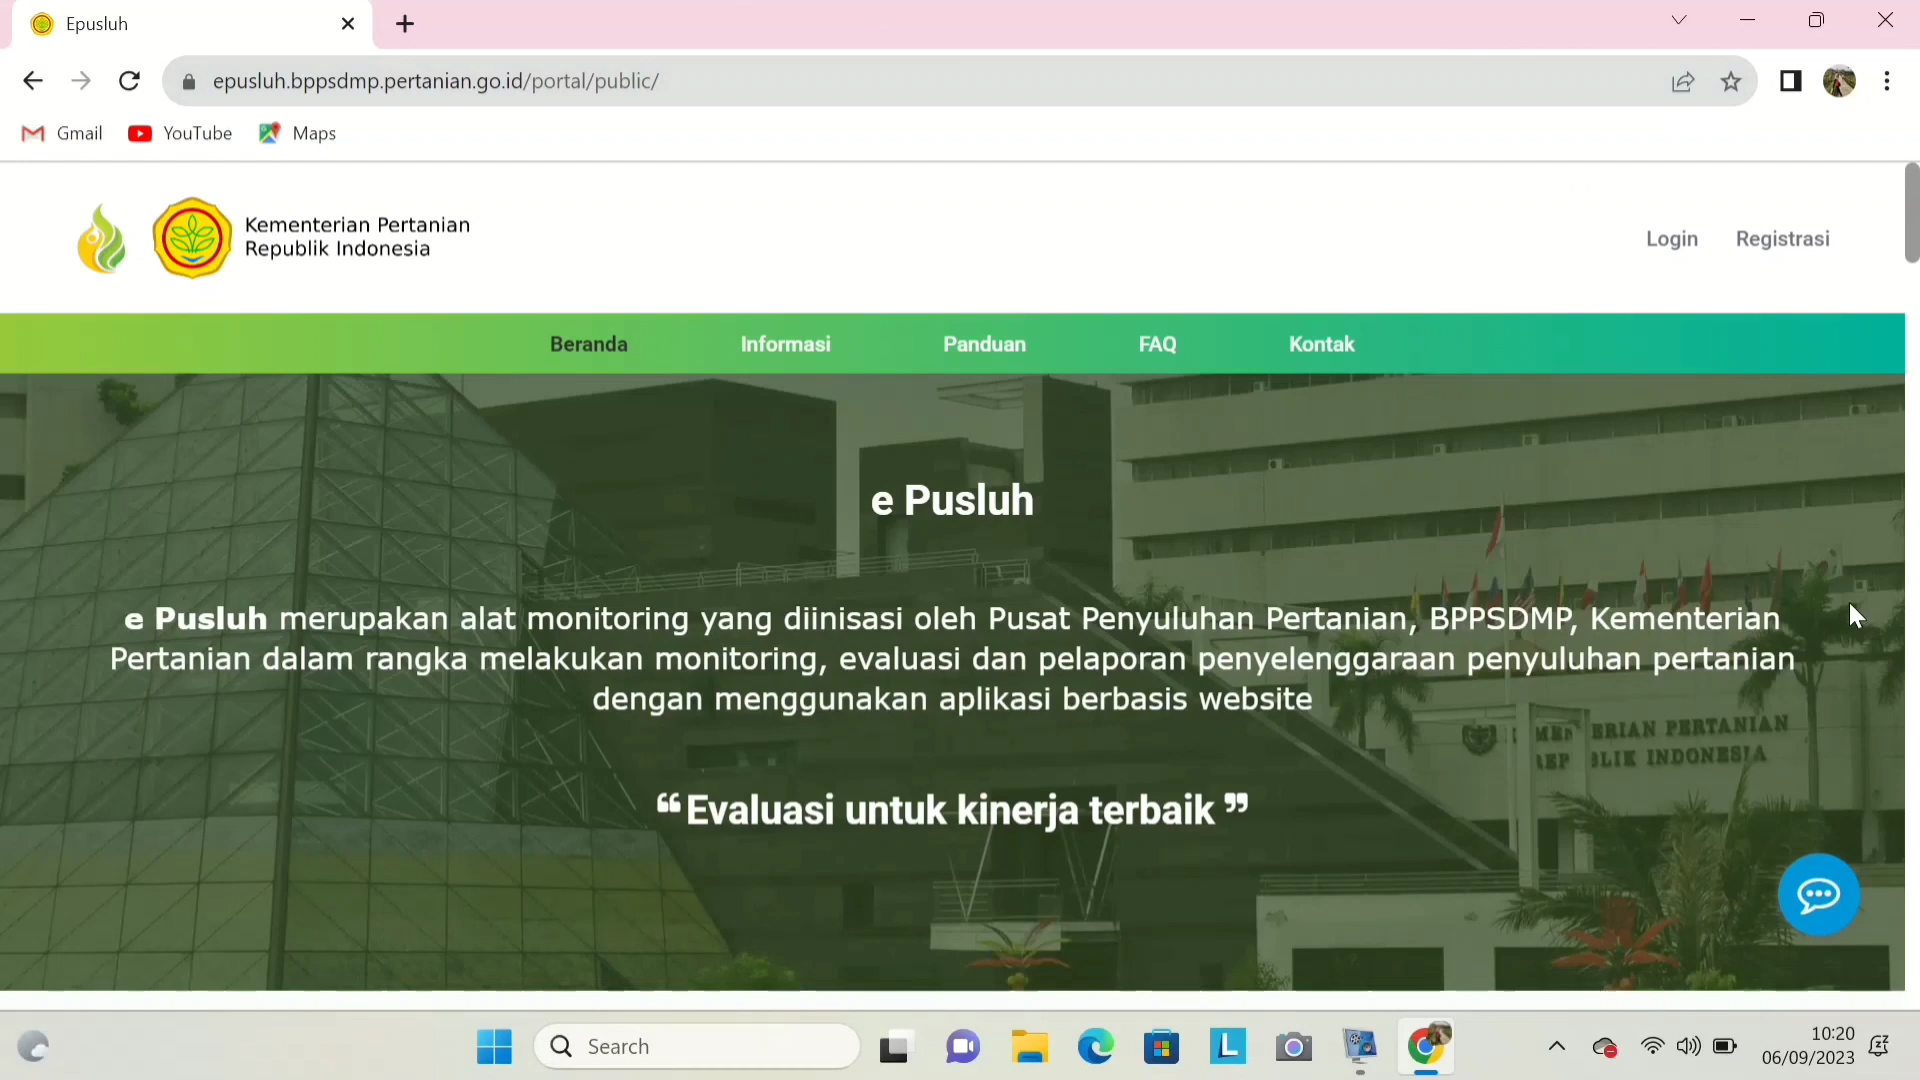 Epusluh
epusluh.bppsdmp.pertanian.go.id/portal/public/
Gmail
YouTube
Maps
Kementerian Pertanian
Republik Indonesia
Login
Registrasi
Beranda
Informasi
Panduan
FAQ
Kontak
e Pusluh
e Pusluh merupakan alat monitoring yang diinisasi oleh Pusat Penyuluhan Pertanian, BPPSDMP, Kementerian
Pertanian dalam rangka melakukan monitoring, evaluasi dan pelaporan penyelenggaraan penyuluhan pertanian
dengan menggunakan aplikasi berbasis website
PERTANIAN
INDONESIA
❝Evaluasi untuk kinerja terbaik❞
Search
L
10:20
06/09/2023